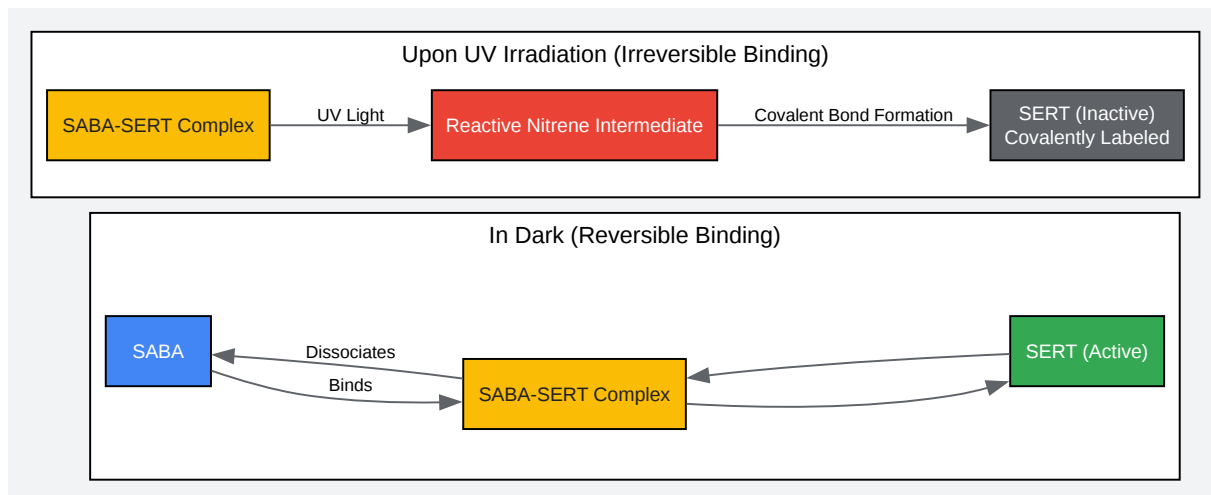 Upon UV Irradiation (Irreversible Binding)
SABA-SERT Complex
UV Light
Reactive Nitrene Intermediate
Covalent Bond Formation
SERT (Inactive)
Covalently Labeled
In Dark (Reversible Binding)
SABA
Dissociates
Binds
SABA-SERT Complex
SERT (Active)